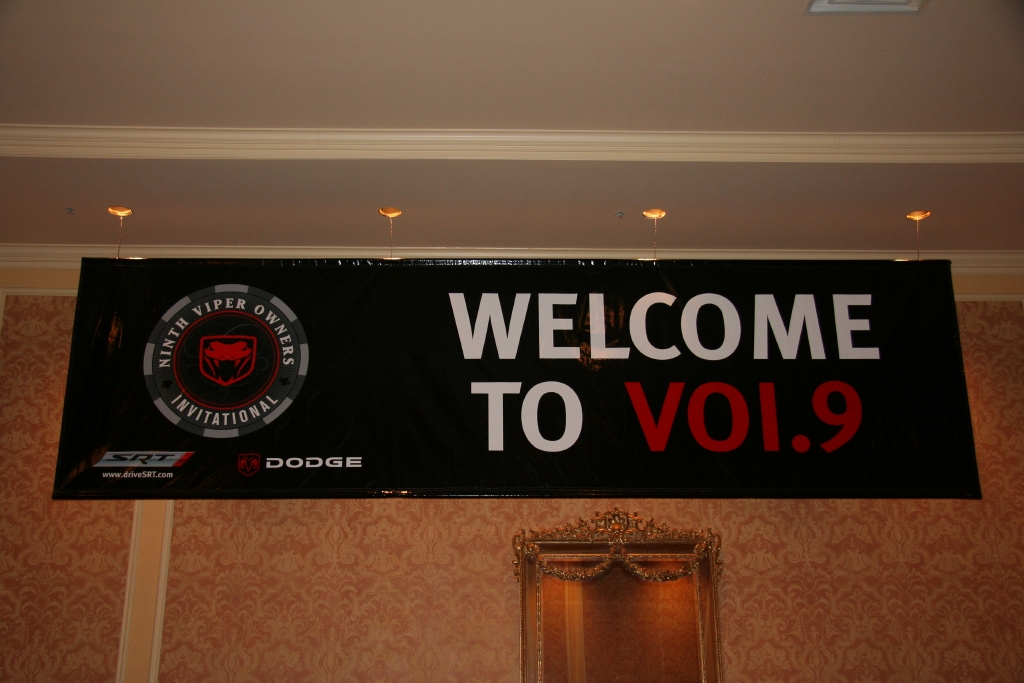 NINTH VIPER OWNERS
INVITATIONAL
WELCOME
TO VOI.9
SRT
www.driveSRT.com
DODGE